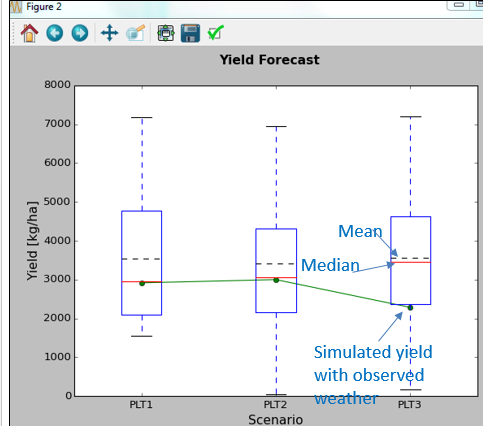 Figure 2
Yield Forecast
8000
7000
6000
5000
4000
3000
2000
1000
0
Yield [kg/ha]
Mean
Median
Simulated yield
with observed
weather
PLT1 PLT2 PLT3
Scenario